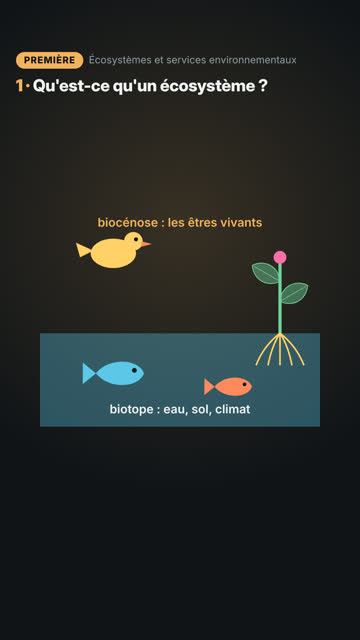 PREMIÈRE Écosystèmes et services environnementaux
1· Qu'est-ce qu'un écosystème ?
biocénose : les êtres vivants
biotope : eau, sol, climat